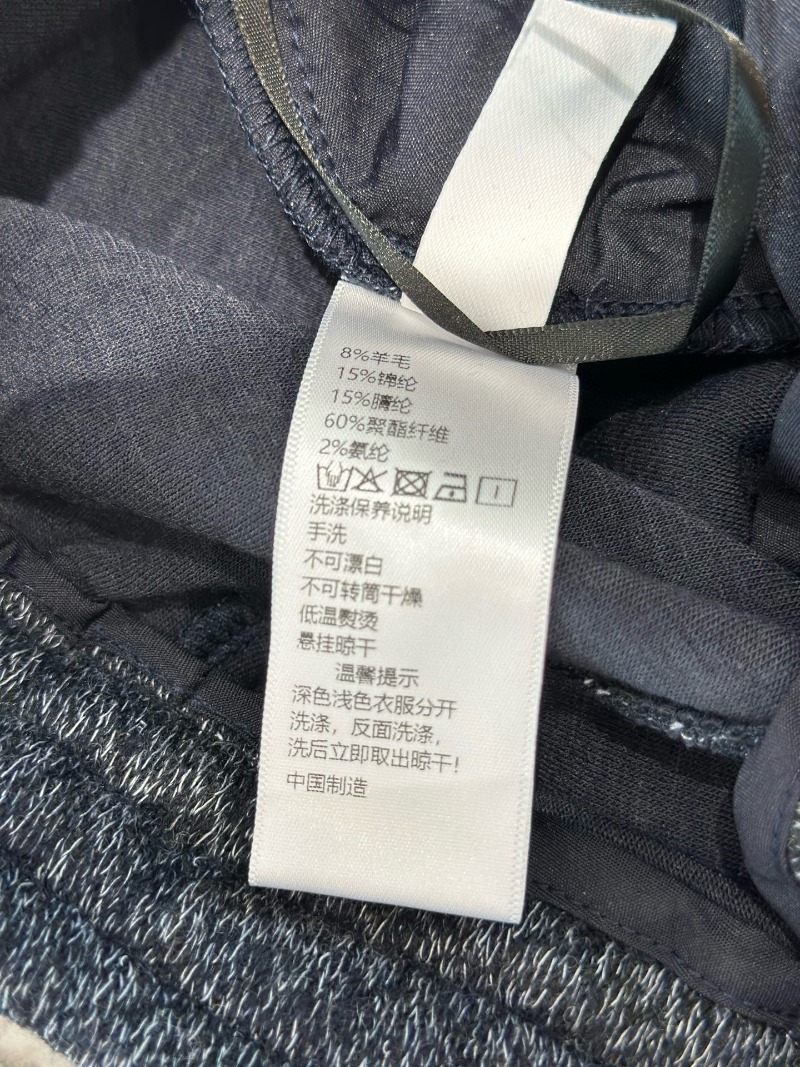 8%羊毛
15%锦纶
15%腈纶
60%聚酯纤维
2%氨纶
洗涤保养说明
手洗
不可漂白
不可转筒干燥
低温熨烫
悬挂晾干
温馨提示
深色浅色衣服分开
洗涤，反面洗涤，
洗后立即取出晾干！
中国制造